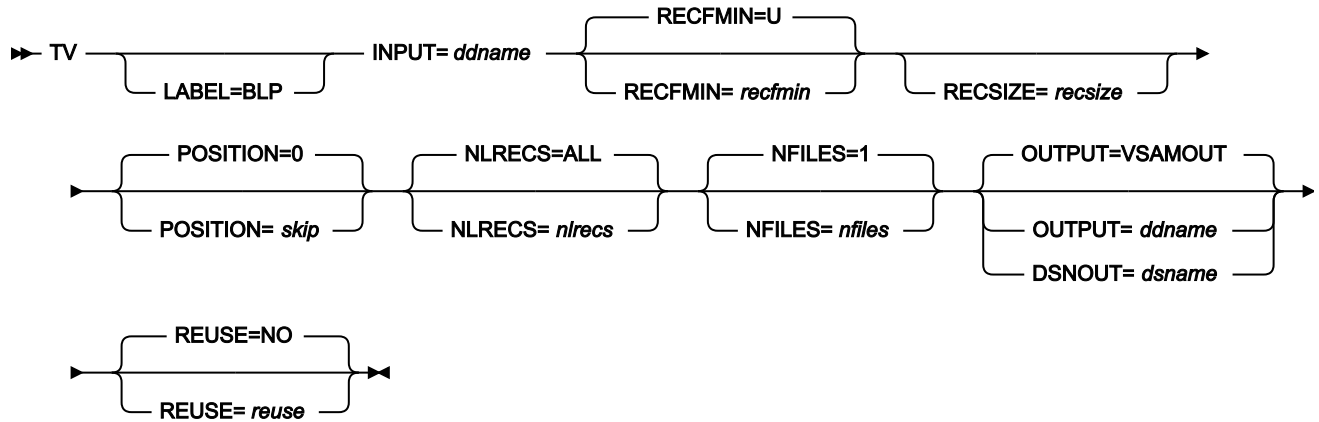 RECFMIN=U
TV INPUT= ddname
LABEL=BLP RECFMIN= recfmin RECSIZE= recsize
POSITION=0 NLRECS=ALL NFILES=1 OUTPUT=VSAMOUT
POSITION= skip NLRECS= nlrecs NFILES= nfiles OUTPUT= ddname
DSNOUT= dsname
REUSE=NO
REUSE= reuse